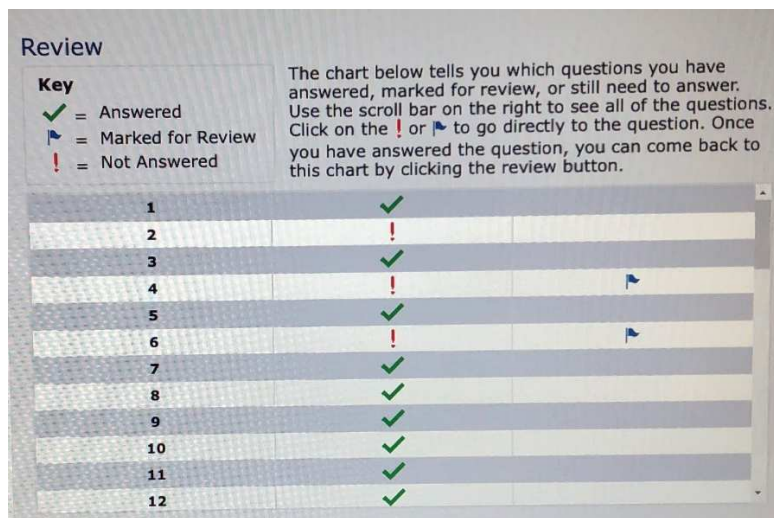 Review
Key
= Answered
= Marked for Review
! = Not Answered
The chart below tells you which questions you have
answered, marked for review, or still need to answer.
Use the scroll bar on the right to see all of the questions.
Click on the ! or to go directly to the question. Once
you have answered the question, you can come back to
this chart by clicking the review button.
1
2 !
3
4 !
5
6 !
7
8
9
10
11
12